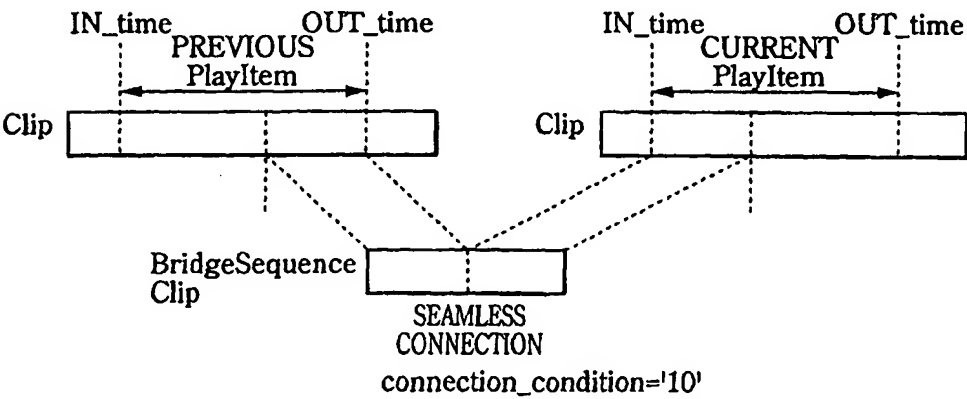 IN_time OUT_time
PREVIOUS
PlayItem
Clip
IN_time OUT_time
CURRENT
PlayItem
Clip
BridgeSequence
Clip
SEAMLESS
CONNECTION
connection_condition='10'